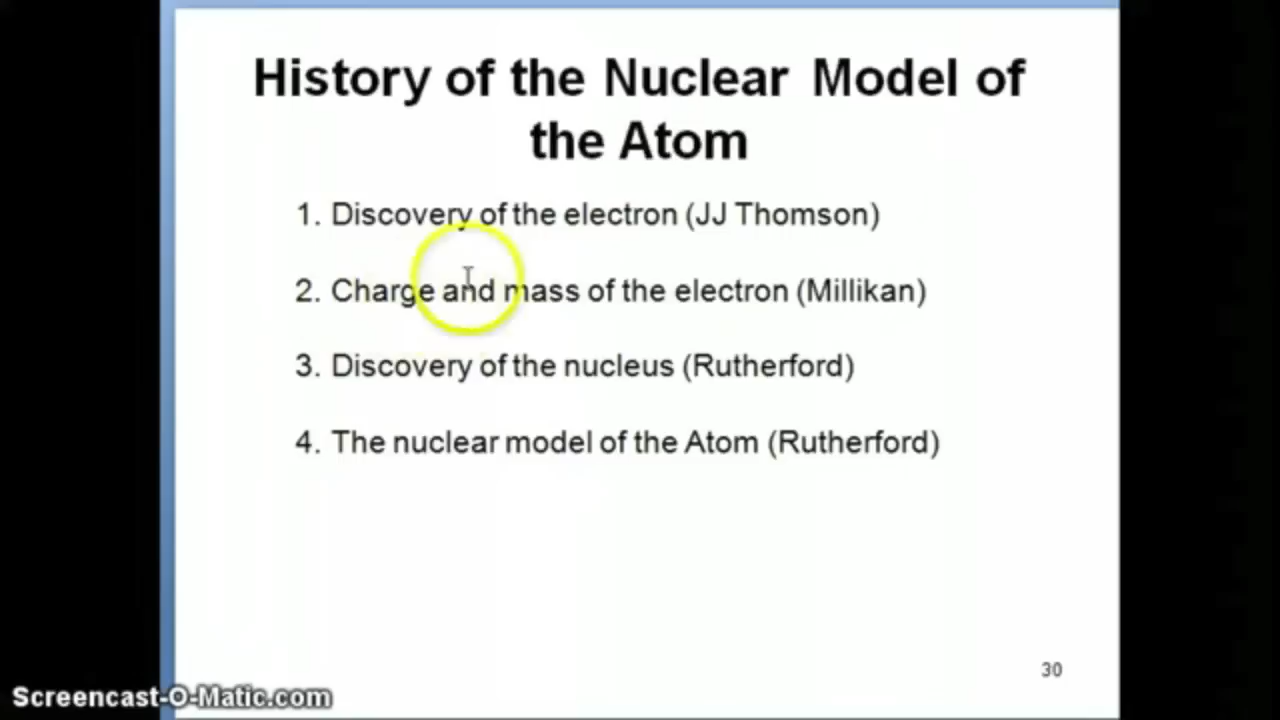 History of the Nuclear Model of
the Atom
1. Discovery of the electron (JJ Thomson)
2. Charge and mass of the electron (Millikan)
3. Discovery of the nucleus (Rutherford)
4. The nuclear model of the Atom (Rutherford)
30
Screencast-O-Matic.com